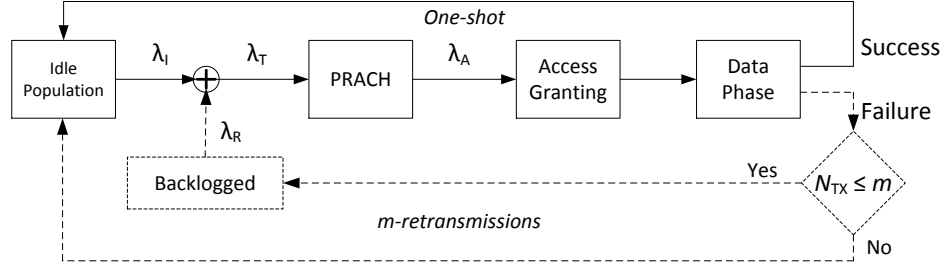 One-shot
Idle
Population
λI
λT
PRACH
λA
Access
Granting
Data
Phase
Success
Failure
λR
Backlogged
Yes
NTX ≤ m
m-retransmissions
No